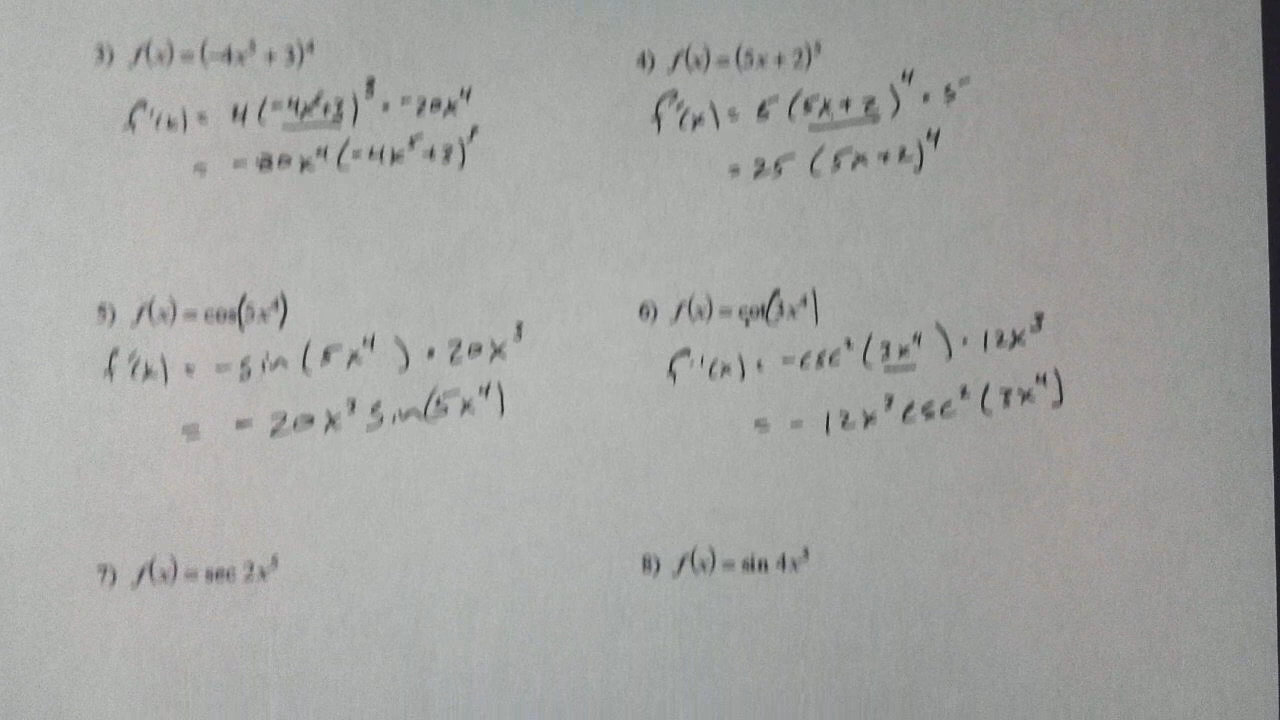 3) f(x) = (-4x⁵ + 3)⁴
f'(x) = 4(-4x⁵+3)³ · -20x⁴
= -80x⁴(-4x⁵+3)³
4) f(x) = (5x + 2)⁵
f'(x) = 5(5x+2)⁴ · 5
= 25(5x+2)⁴
5) f(x) = cos(5x⁴)
f'(x) = -sin(5x⁴) · 20x³
= -20x³ sin(5x⁴)
6) f(x) = cot(3x⁴)
f'(x) = -csc²(3x⁴) · 12x³
= -12x³ csc²(3x⁴)
7) f(x) = sec 2x⁵
8) f(x) = sin 4x³